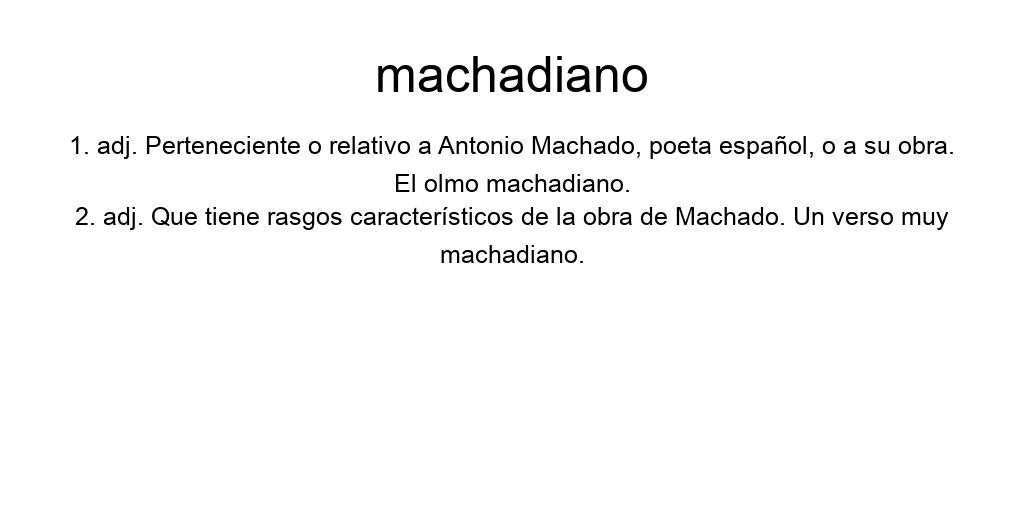 machadiano
1. adj. Perteneciente o relativo a Antonio Machado, poeta español, o a su obra.
El olmo machadiano.
2. adj. Que tiene rasgos característicos de la obra de Machado. Un verso muy
machadiano.